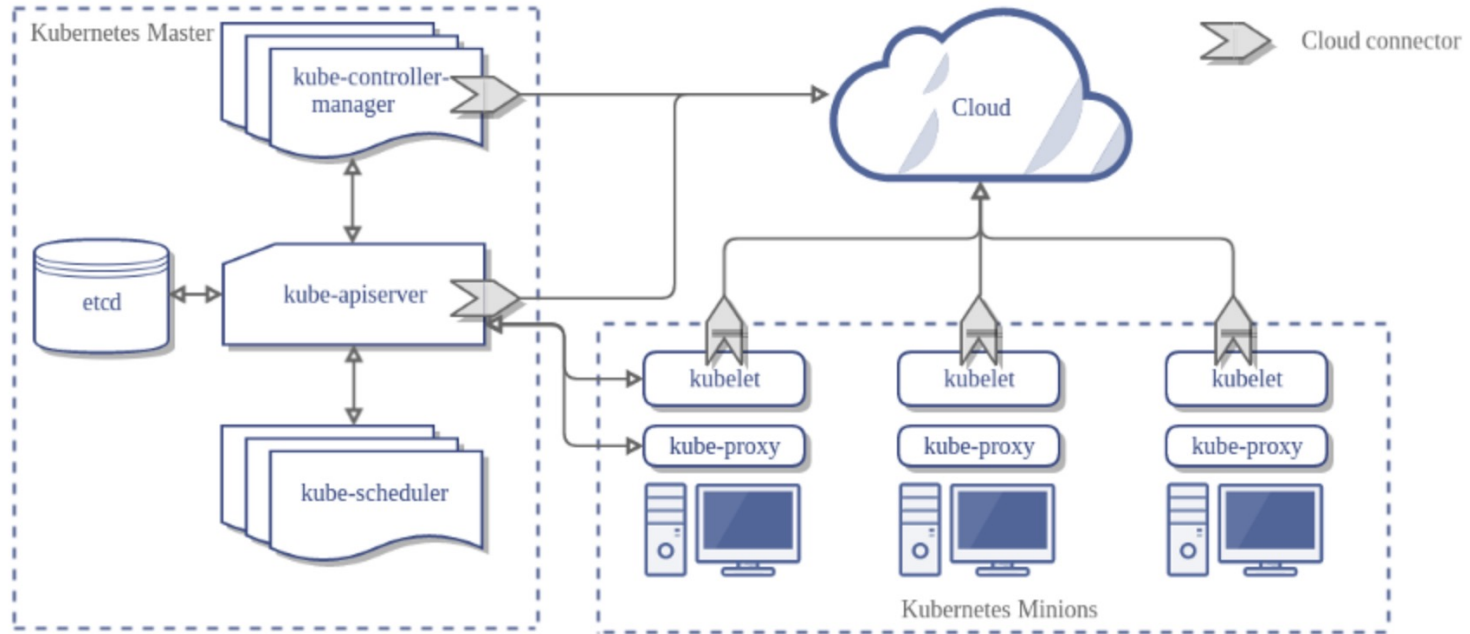 Kubernetes Master
kube-controller-
manager
Cloud
Cloud connector
etcd
kube-apiserver
kube-scheduler
kubelet
kubelet
kubelet
kube-proxy
kube-proxy
kube-proxy
Kubernetes Minions